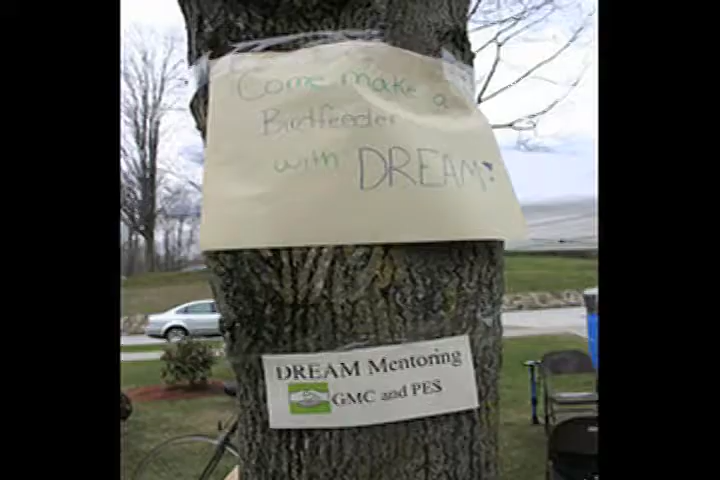 Come make a
Birdfeeder
with DREAM!
DREAM Mentoring
GMC and PES